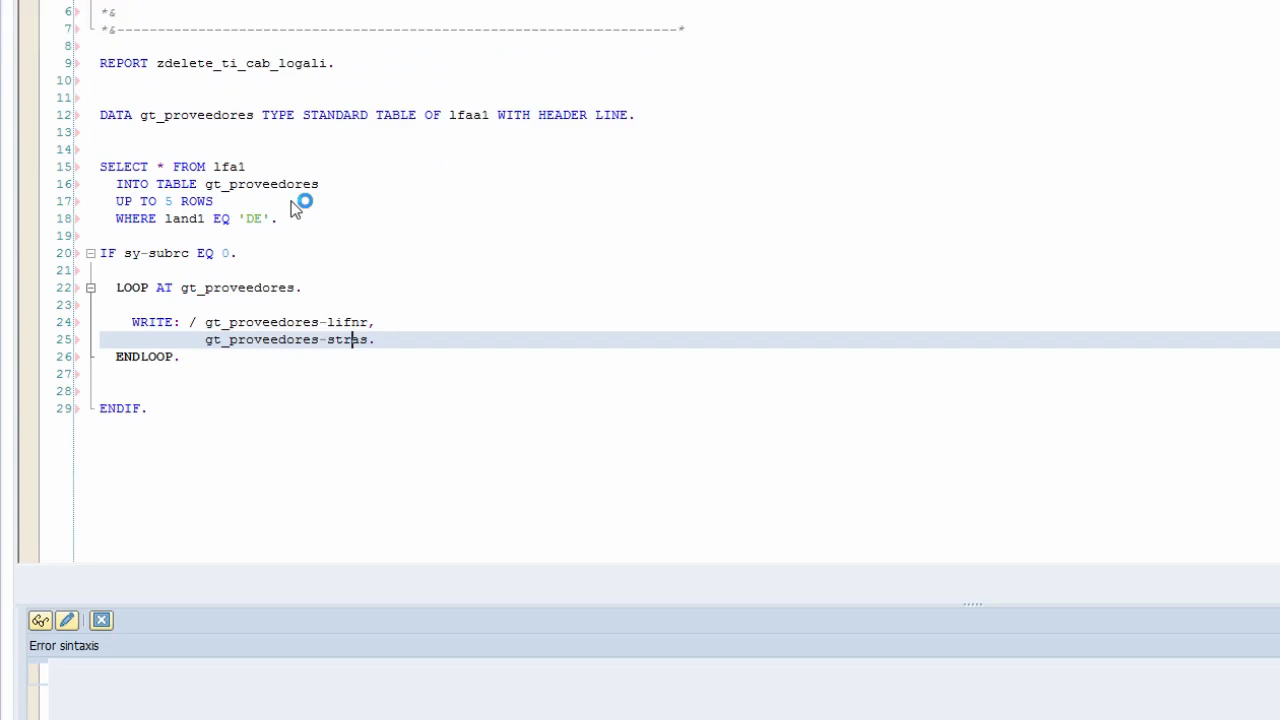 6 *&
7 *&---------------------------------------------------------------------*
8
9 REPORT zdelete_ti_cab_logali.
10
11
12 DATA gt_proveedores TYPE STANDARD TABLE OF lfaa1 WITH HEADER LINE.
13
14
15 SELECT * FROM lfa1
16 INTO TABLE gt_proveedores
17 UP TO 5 ROWS
18 WHERE land1 EQ 'DE'.
19
20 IF sy-subrc EQ 0.
21
22 LOOP AT gt_proveedores.
23
24 WRITE: / gt_proveedores-lifnr,
25 gt_proveedores-stras.
26 ENDLOOP.
27
28
29 ENDIF.
Error sintaxis